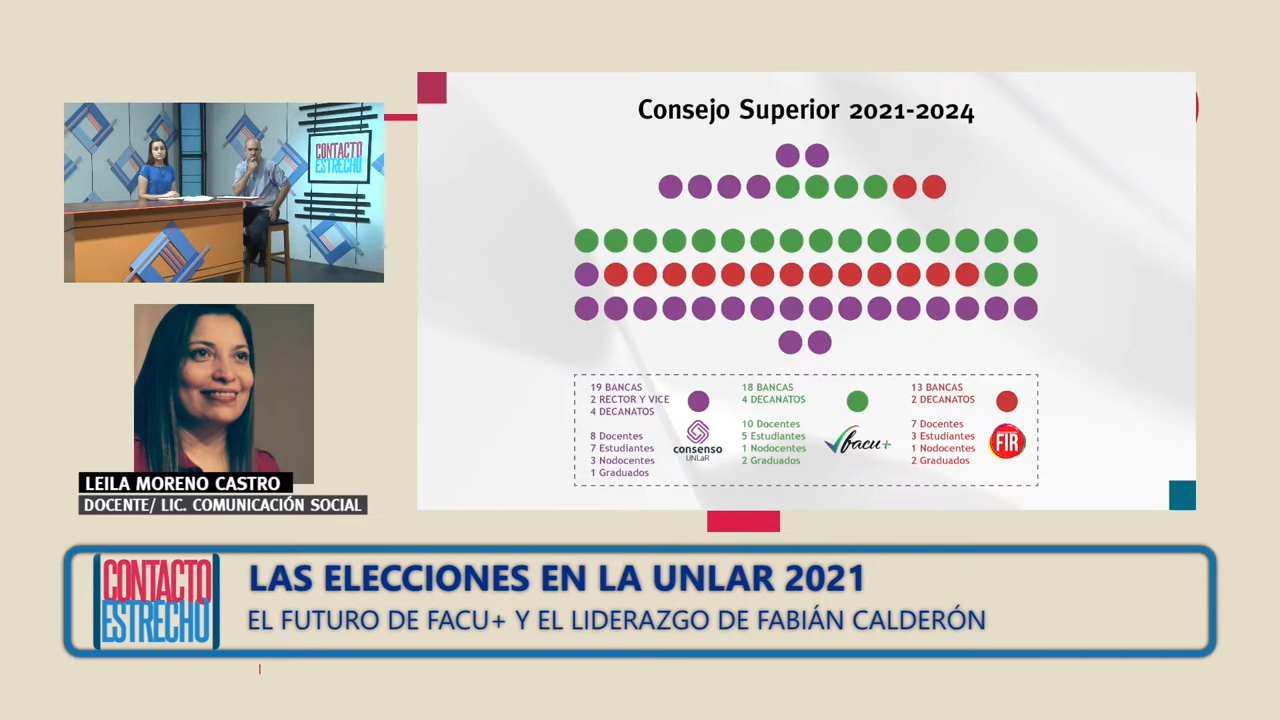 CONTACTO
ESTRECHO
LEILA MORENO CASTRO
DOCENTE/ LIC. COMUNICACIÓN SOCIAL
Consejo Superior 2021-2024
19 BANCAS
2 RECTOR Y VICE
4 DECANATOS
8 Docentes
7 Estudiantes
3 Nodocentes
1 Graduados
consenso
UNLaR
18 BANCAS
4 DECANATOS
10 Docentes
5 Estudiantes
1 Nodocentes
2 Graduados
facu+
13 BANCAS
2 DECANATOS
7 Docentes
3 Estudiantes
1 Nodocentes
2 Graduados
FIR
CONTACTO
ESTRECHO
LAS ELECCIONES EN LA UNLAR 2021
EL FUTURO DE FACU+ Y EL LIDERAZGO DE FABIÁN CALDERÓN